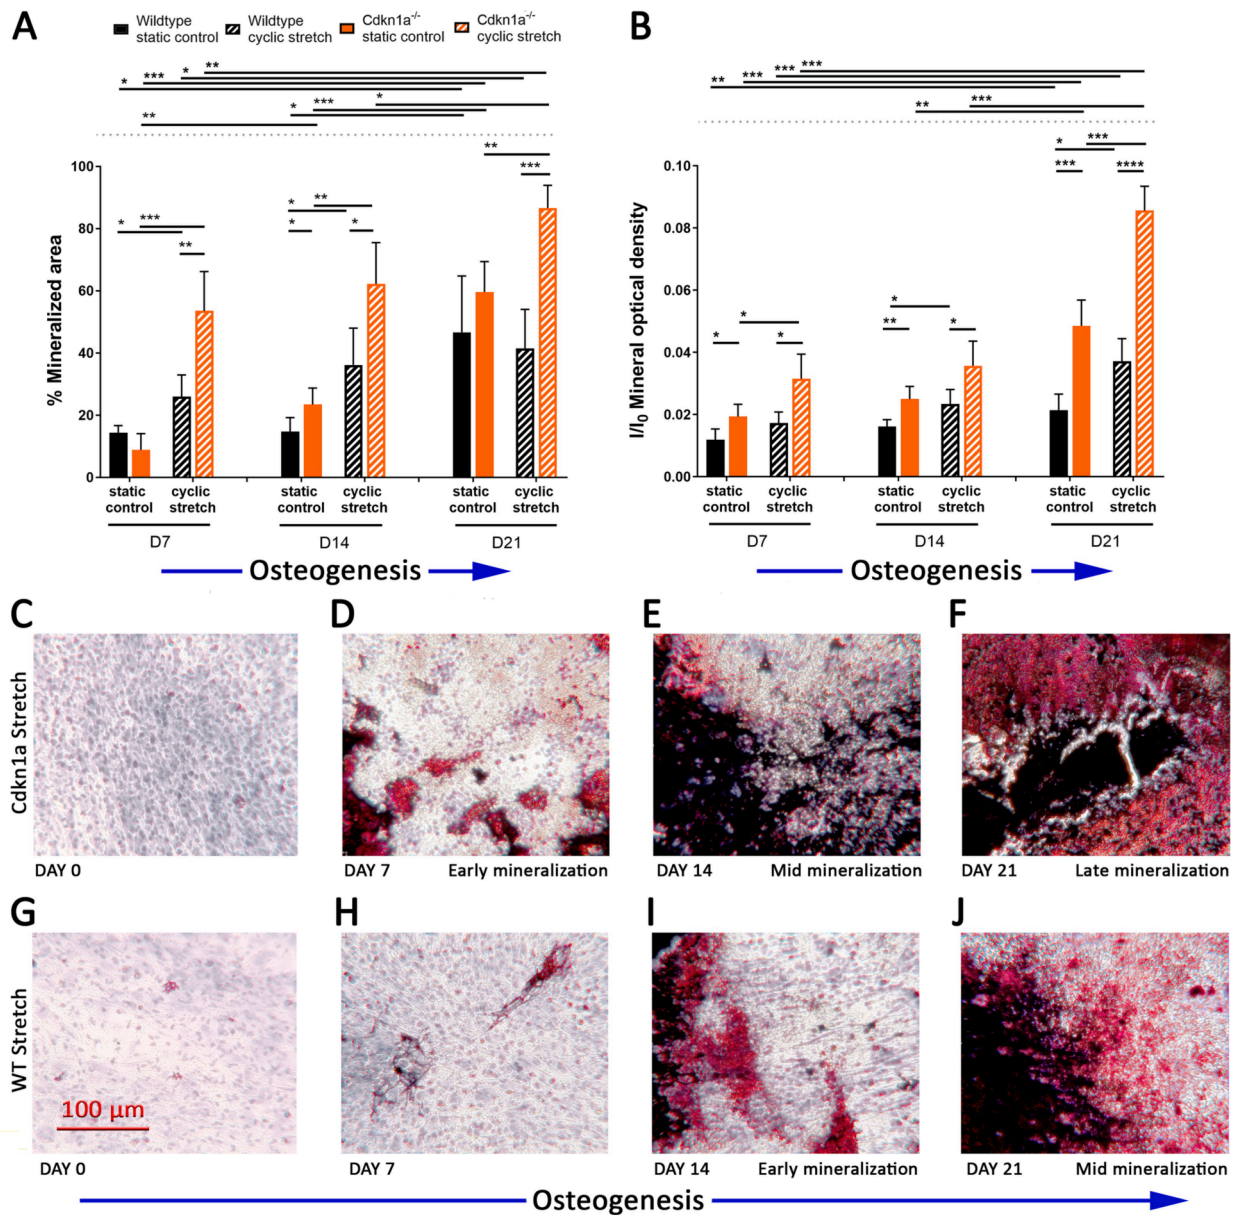 A
Wildtype static control
Wildtype cyclic stretch
Cdkn1a-/- static control
Cdkn1a-/- cyclic stretch
B
**
* *** *
*
* ***
*
**
**
***
* ***
**
**
*
*
*
% Mineralized area
100
80
60
40
20
0
static control
cyclic stretch
static control
cyclic stretch
static control
cyclic stretch
D7
D14
D21
Osteogenesis
*** ***
** ***
***
**
* ***
*** ****
*
*
* *
*
** *
I/I0 Mineral optical density
0.10
0.08
0.06
0.04
0.02
0.00
static control
cyclic stretch
static control
cyclic stretch
static control
cyclic stretch
D7
D14
D21
Osteogenesis
C
D
E
F
Cdkn1a Stretch
DAY 0
DAY 7 Early mineralization
DAY 14 Mid mineralization
DAY 21 Late mineralization
G
H
I
J
WT Stretch
100 µm
DAY 0
DAY 7
DAY 14 Early mineralization
DAY 21 Mid mineralization
Osteogenesis